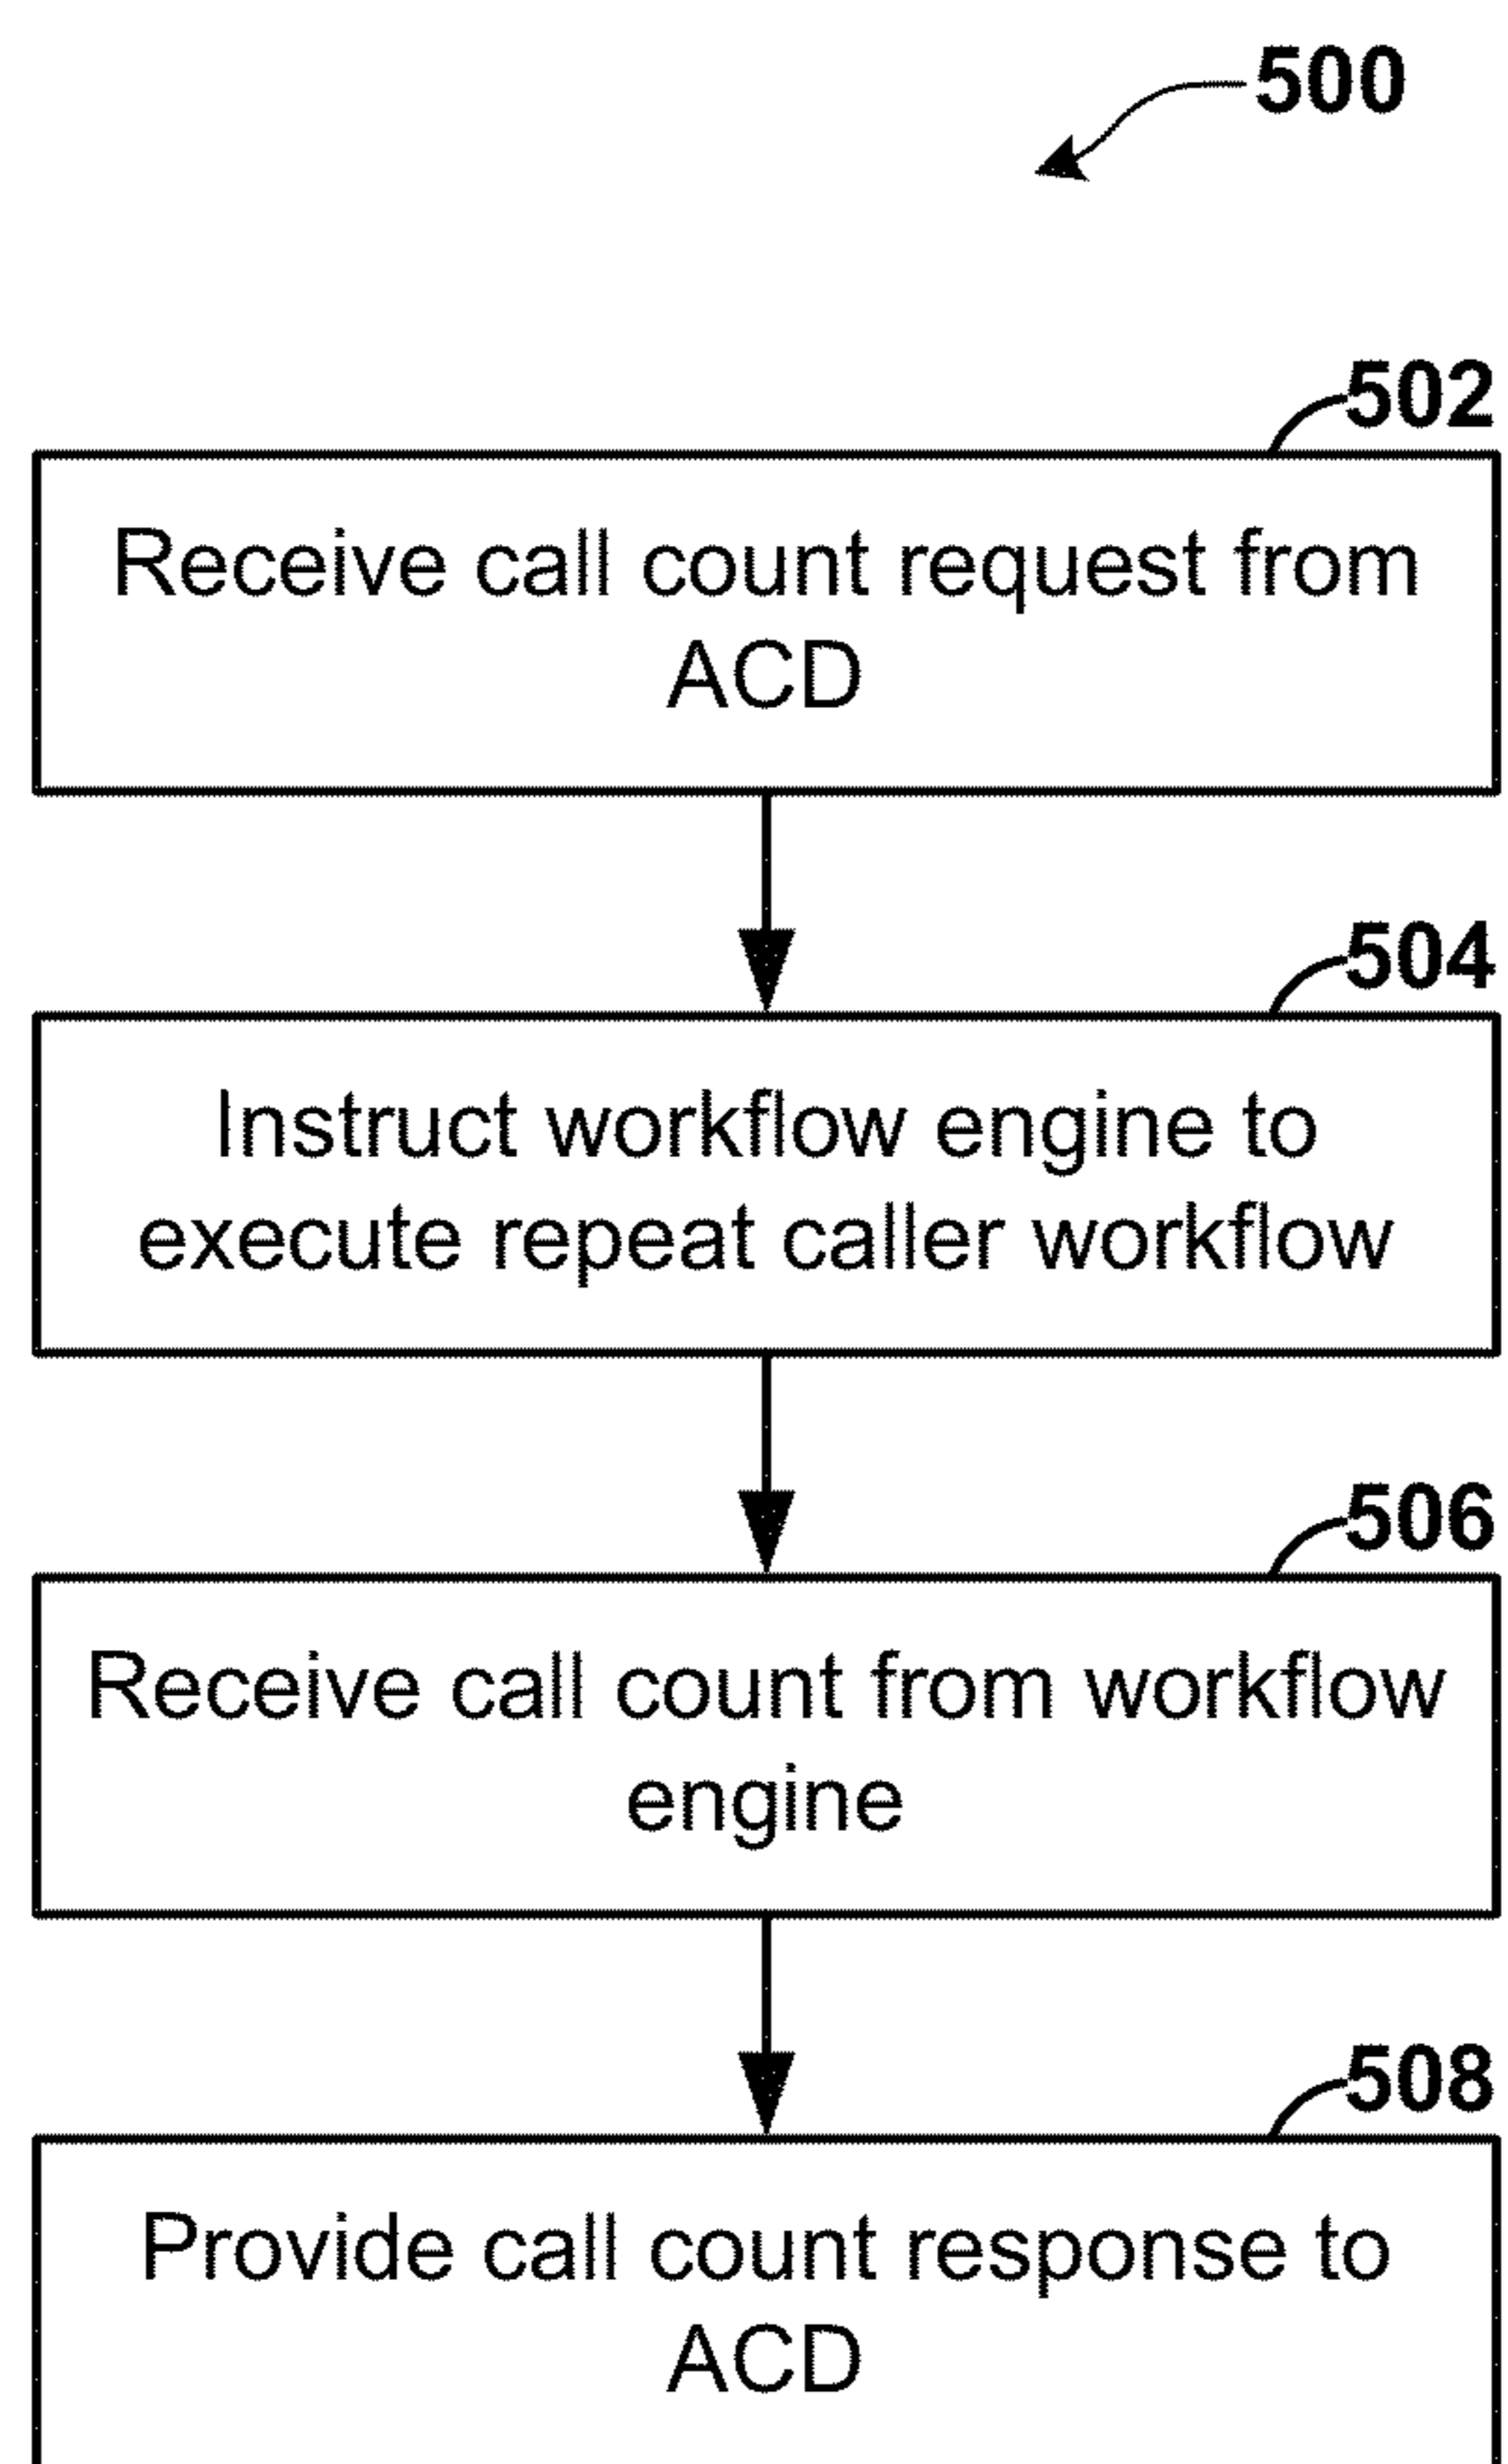 500
502
Receive call count request from
ACD
504
Instruct workflow engine to
execute repeat caller workflow
506
Receive call count from workflow
engine
508
Provide call count response to
ACD